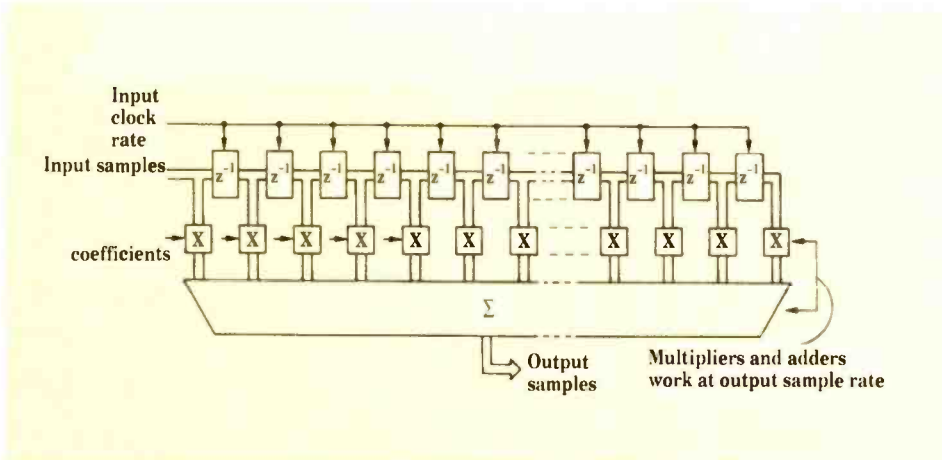 Input
clock
rate
Input samples
z⁻¹ z⁻¹ z⁻¹ z⁻¹ z⁻¹ z⁻¹ z⁻¹ z⁻¹ z⁻¹ z⁻¹
coefficients
X X X X X X X X X X X
Σ
Output
samples
Multipliers and adders
work at output sample rate